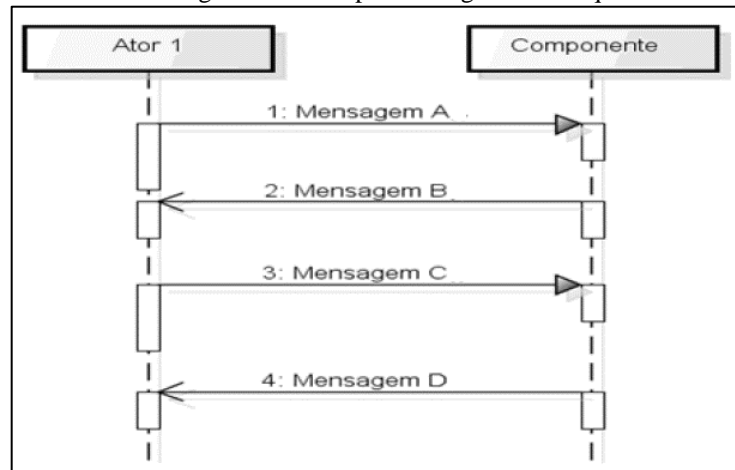 Ator 1
Componente
1: Mensagem A
2: Mensagem B
3: Mensagem C
4: Mensagem D